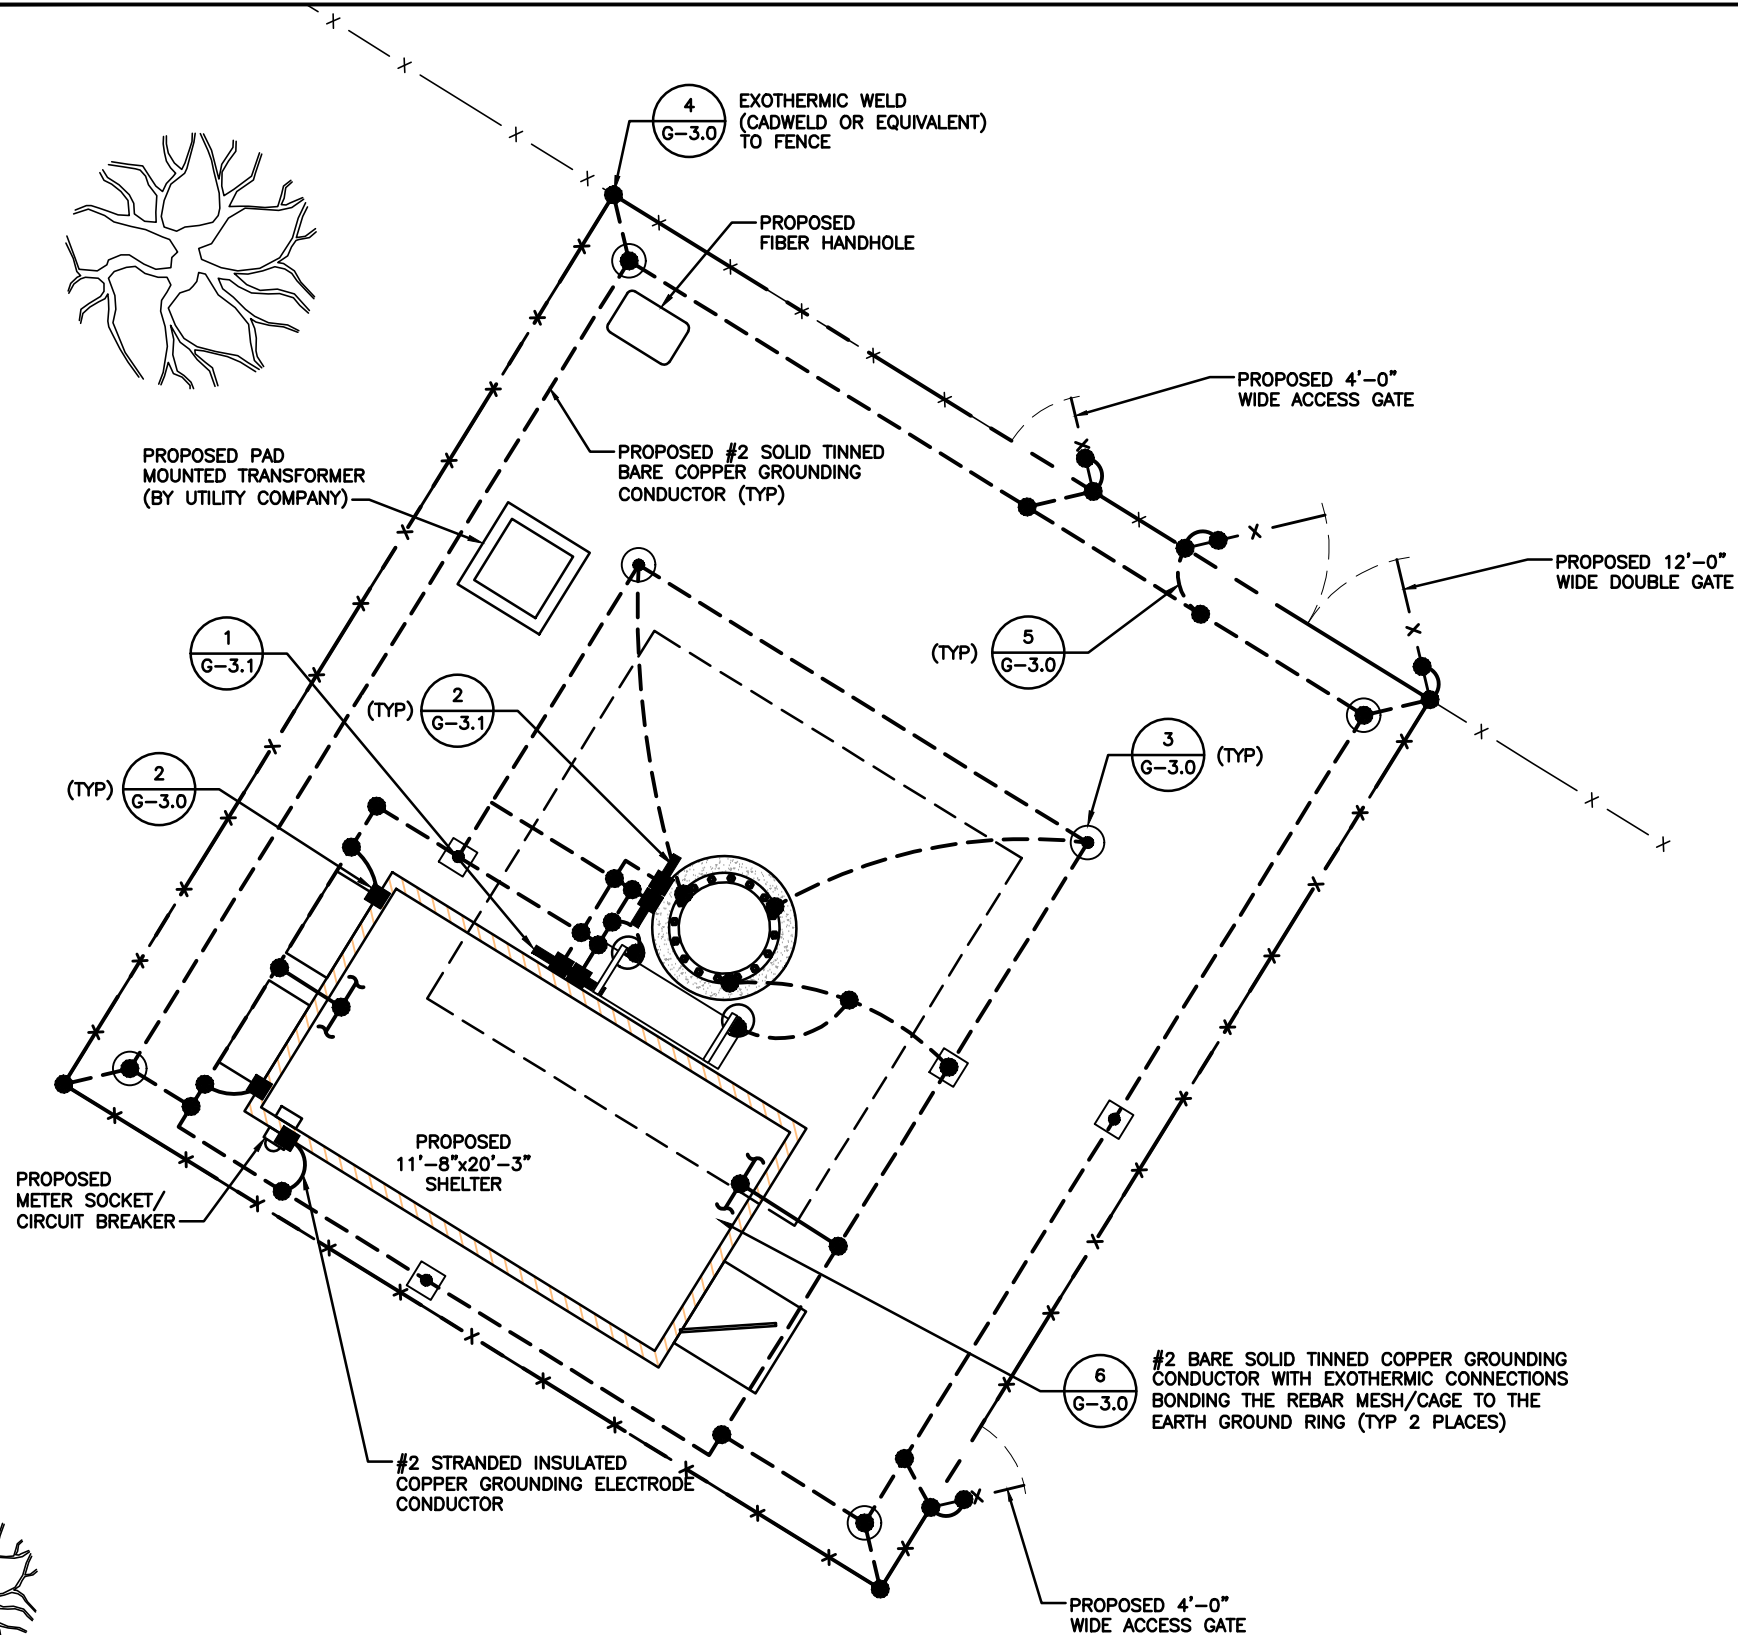 4
G-3.0
EXOTHERMIC WELD
(CADWELD OR EQUIVALENT)
TO FENCE
PROPOSED
FIBER HANDHOLE
PROPOSED 4'-0"
WIDE ACCESS GATE
PROPOSED PAD
MOUNTED TRANSFORMER
(BY UTILITY COMPANY)
PROPOSED #2 SOLID TINNED
BARE COPPER GROUNDING
CONDUCTOR (TYP)
PROPOSED 12'-0"
WIDE DOUBLE GATE
1
G-3.1
(TYP)
5
G-3.0
(TYP)
2
G-3.1
3
G-3.0
(TYP)
(TYP)
2
G-3.0
PROPOSED
11'-8"x20'-3"
SHELTER
PROPOSED
METER SOCKET/
CIRCUIT BREAKER
6
G-3.0
#2 BARE SOLID TINNED COPPER GROUNDING
CONDUCTOR WITH EXOTHERMIC CONNECTIONS
BONDING THE REBAR MESH/CAGE TO THE
EARTH GROUND RING (TYP 2 PLACES)
#2 STRANDED INSULATED
COPPER GROUNDING ELECTRODE
CONDUCTOR
PROPOSED 4'-0"
WIDE ACCESS GATE